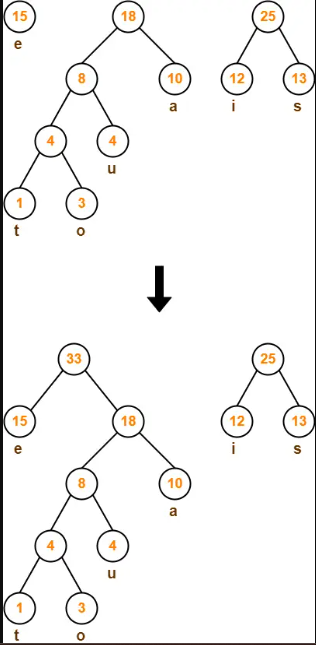 15 18 25
e
8 10 12 13
a i s
4 4
u
1 3
t o
33 25
15 18 12 13
e i s
8 10
a
4 4
u
1 3
t o